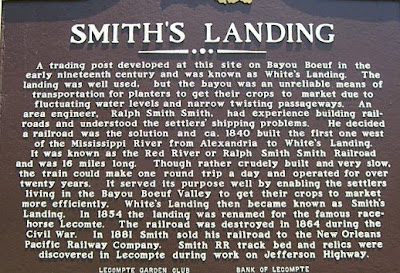 SMITH'S LANDING
A trading post developed at this site on Bayou Boeuf in the
early nineteenth century and was known as White's Landing. The
landing was well used, but the bayou was an unreliable means of
transportation for planters to get their crops to market due to
fluctuating water levels and narrow twisting passageways. An
area engineer, Ralph Smith Smith, had experience building rail-
roads and understood the settlers' shipping problems. He decided
a railroad was the solution and ca. 1840 built the first one west
of the Mississippi River from Alexandria to White's Landing.
It was known as the Red River or Ralph Smith Smith Railroad
and was 16 miles long. Though rather crudely built and very slow,
the train could make one round trip a day and operated for over
twenty years. It served its purpose well by enabling the settlers
living in the Bayou Boeuf Valley to get their crops to market
more efficiently. White's Landing then became known as Smith's
Landing. In 1854 the landing was renamed for the famous race-
horse Lecomte. The railroad was destroyed in 1864 during the
Civil War. In 1881 Smith sold his railroad to the New Orleans
Pacific Railway Company. Smith RR track bed and relics were
discovered in Lecompte during work on Jefferson Highway.
LECOMPTE GARDEN CLUB BANK OF LECOMPTE